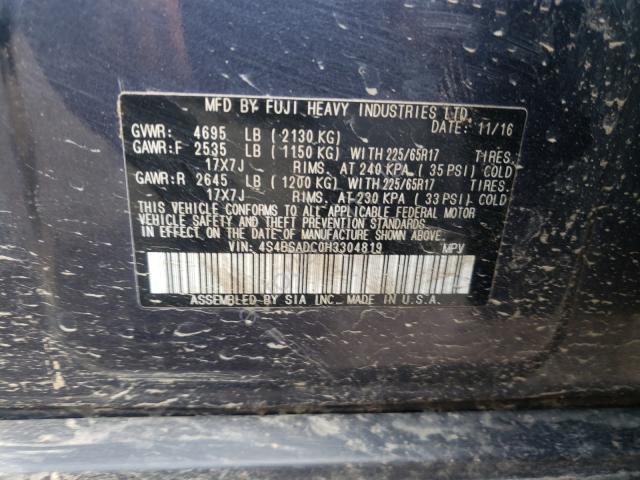 MFD BY FUJI HEAVY INDUSTRIES LTD.
GVWR: 4695 LB (2130 KG) DATE: 11/16
GAWR:F 2535 LB (1150 KG) WITH 225/65R17 TIRES.
17X7J RIMS. AT 240 KPA (35 PSI) COLD
GAWR:R 2645 LB (1200 KG) WITH 225/65R17 TIRES.
17X7J RIMS. AT 230 KPA (33 PSI) COLD
THIS VEHICLE CONFORMS TO ALL APPLICABLE FEDERAL MOTOR
VEHICLE SAFETY AND THEFT PREVENTION STANDARDS
IN EFFECT ON THE DATE OF MANUFACTURE SHOWN ABOVE.
VIN: 4S4BSADC0H3304819 MPV
ASSEMBLED BY SIA INC. MADE IN U.S.A.